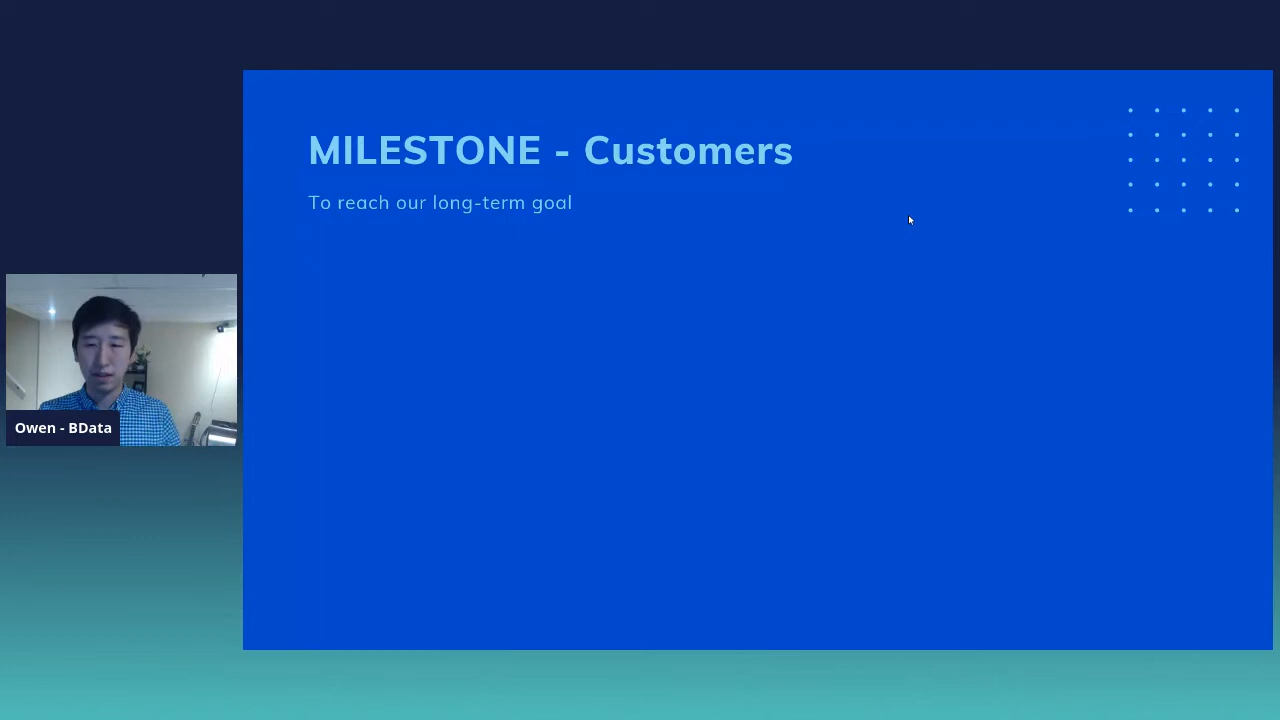 MILESTONE - Customers
To reach our long-term goal
Owen - BData